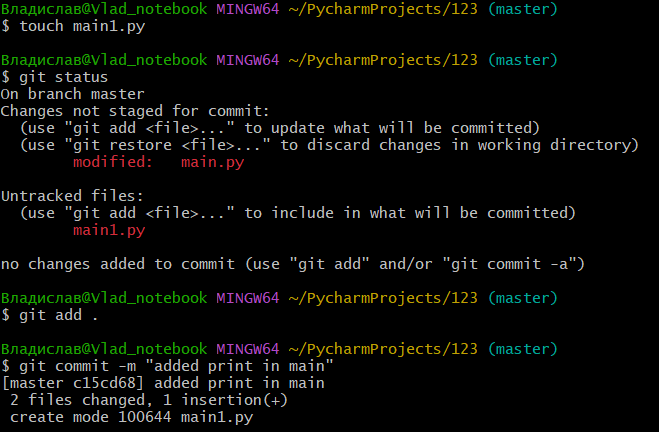 Владислав@Vlad_notebook MINGW64 ~/PycharmProjects/123 (master)
$ touch main1.py
Владислав@Vlad_notebook MINGW64 ~/PycharmProjects/123 (master)
$ git status
On branch master
Changes not staged for commit:
  (use "git add <file>..." to update what will be committed)
  (use "git restore <file>..." to discard changes in working directory)
        modified:   main.py
Untracked files:
  (use "git add <file>..." to include in what will be committed)
        main1.py
no changes added to commit (use "git add" and/or "git commit -a")
Владислав@Vlad_notebook MINGW64 ~/PycharmProjects/123 (master)
$ git add .
Владислав@Vlad_notebook MINGW64 ~/PycharmProjects/123 (master)
$ git commit -m "added print in main"
[master c15cd68] added print in main
 2 files changed, 1 insertion(+)
 create mode 100644 main1.py